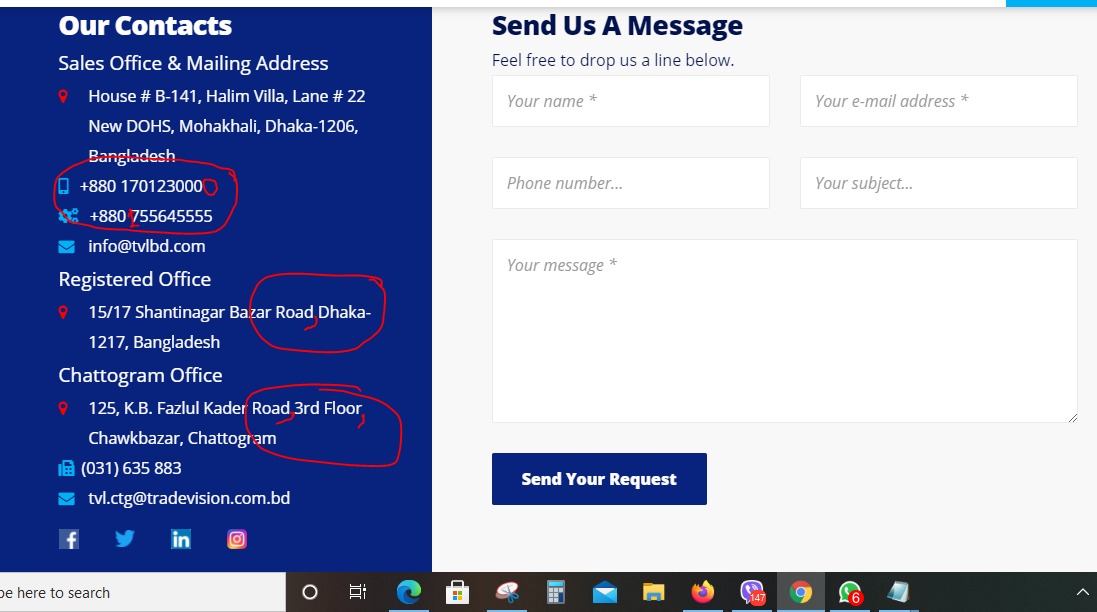 Our Contacts
Sales Office & Mailing Address
House # B-141, Halim Villa, Lane # 22
New DOHS, Mohakhali, Dhaka-1206,
Bangladesh
+880 1701230000
+880 1755645555
info@tvlbd.com
Registered Office
15/17 Shantinagar Bazar Road, Dhaka-
1217, Bangladesh
Chattogram Office
125, K.B. Fazlul Kader Road, 3rd Floor,
Chawkbazar, Chattogram
(031) 635 883
tvl.ctg@tradevision.com.bd
Send Us A Message
Feel free to drop us a line below.
Your name *
Your e-mail address *
Phone number...
Your subject...
Your message *
Send Your Request
pe here to search
147
6